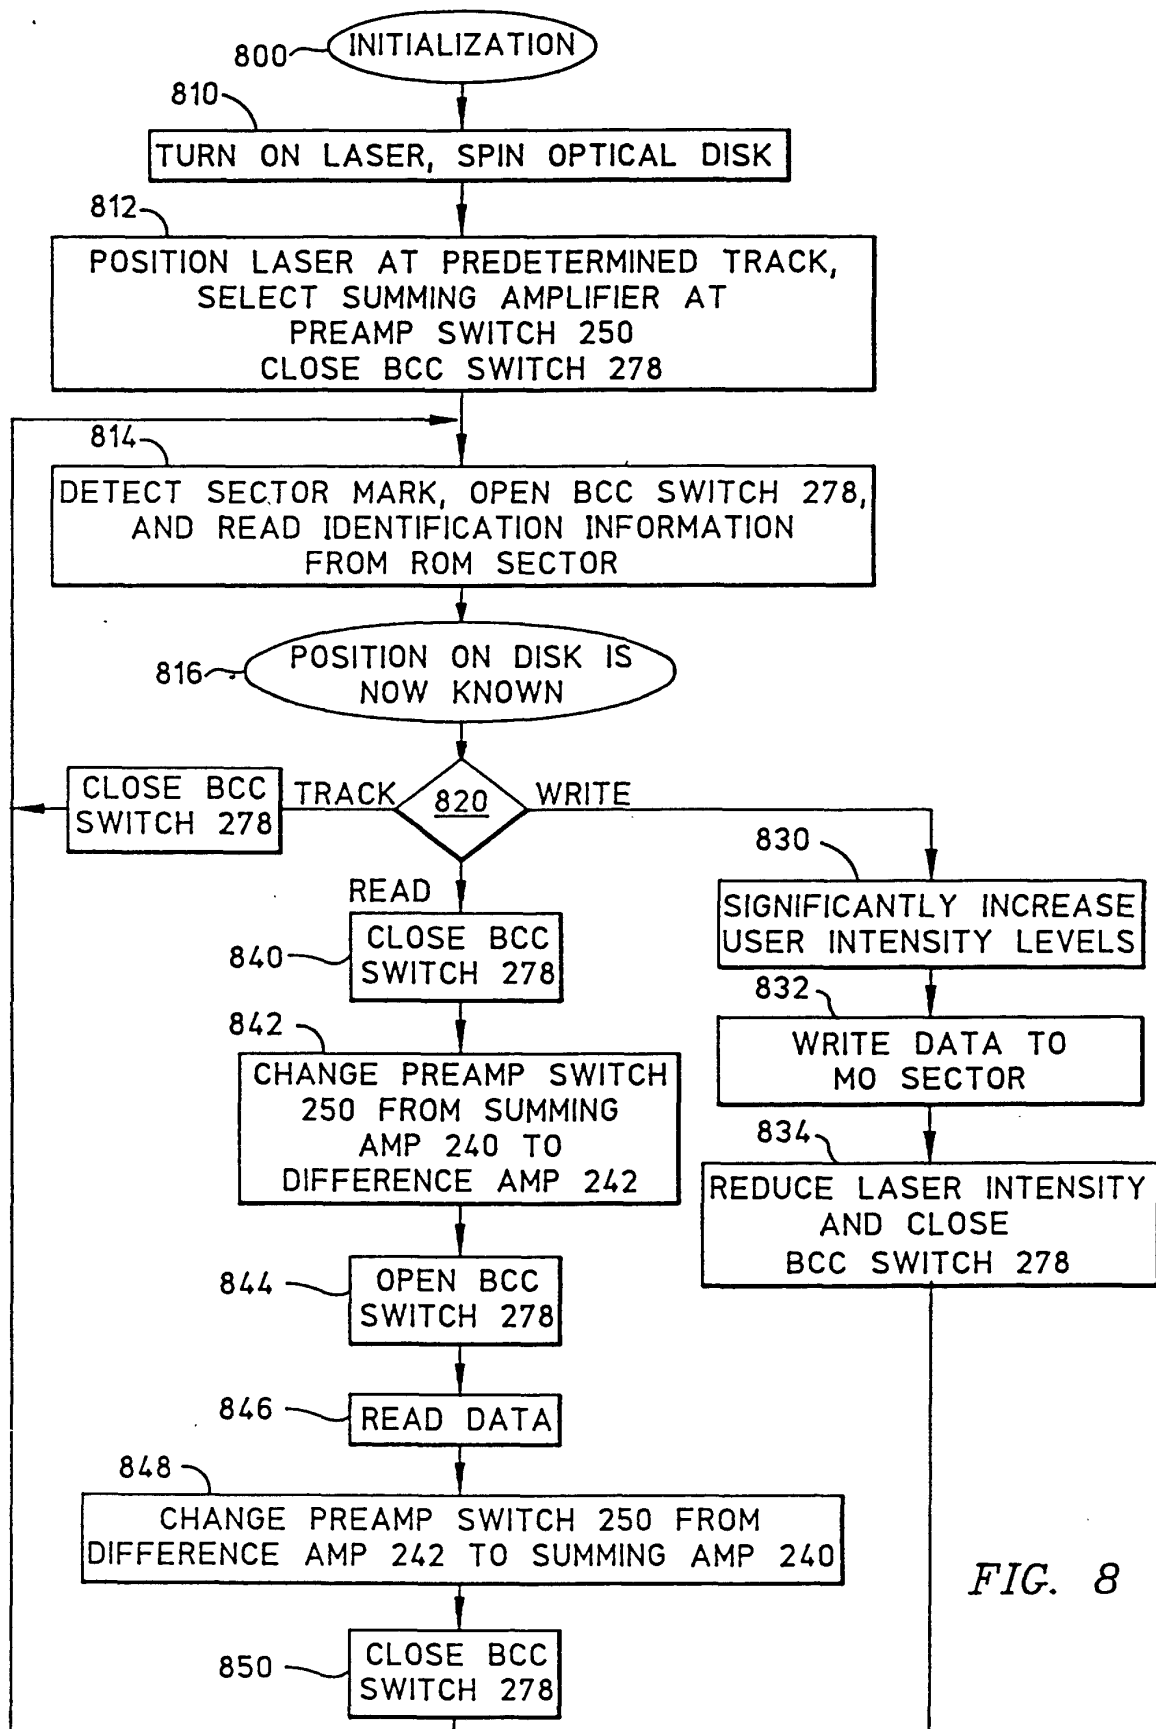 INITIALIZATION
800
810
TURN ON LASER, SPIN OPTICAL DISK
812
POSITION LASER AT PREDETERMINED TRACK,
SELECT SUMMING AMPLIFIER AT
PREAMP SWITCH 250
CLOSE BCC SWITCH 278
814
DETECT SECTOR MARK, OPEN BCC SWITCH 278,
AND READ IDENTIFICATION INFORMATION
FROM ROM SECTOR
816
POSITION ON DISK IS
NOW KNOWN
CLOSE BCC
SWITCH 278
TRACK
820
WRITE
READ
840
CLOSE BCC
SWITCH 278
842
CHANGE PREAMP SWITCH
250 FROM SUMMING
AMP 240 TO
DIFFERENCE AMP 242
844
OPEN BCC
SWITCH 278
846
READ DATA
848
CHANGE PREAMP SWITCH 250 FROM
DIFFERENCE AMP 242 TO SUMMING AMP 240
850
CLOSE BCC
SWITCH 278
830
SIGNIFICANTLY INCREASE
USER INTENSITY LEVELS
832
WRITE DATA TO
MO SECTOR
834
REDUCE LASER INTENSITY
AND CLOSE
BCC SWITCH 278
FIG. 8